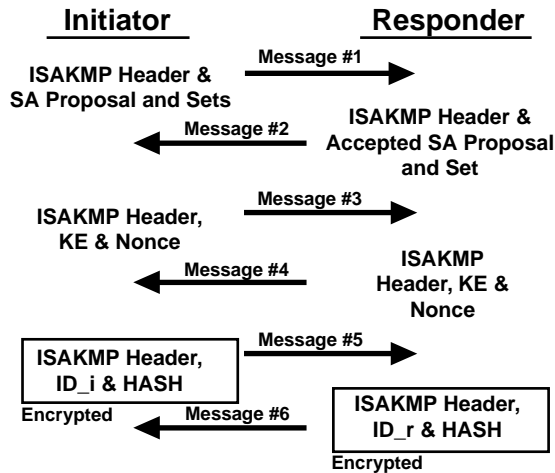 Initiator
Responder
Message #1
ISAKMP Header &
SA Proposal and Sets
Message #2
ISAKMP Header &
Accepted SA Proposal
and Set
Message #3
ISAKMP Header,
KE & Nonce
Message #4
ISAKMP
Header, KE &
Nonce
Message #5
ISAKMP Header,
ID_i & HASH
Encrypted
Message #6
ISAKMP Header,
ID_r & HASH
Encrypted